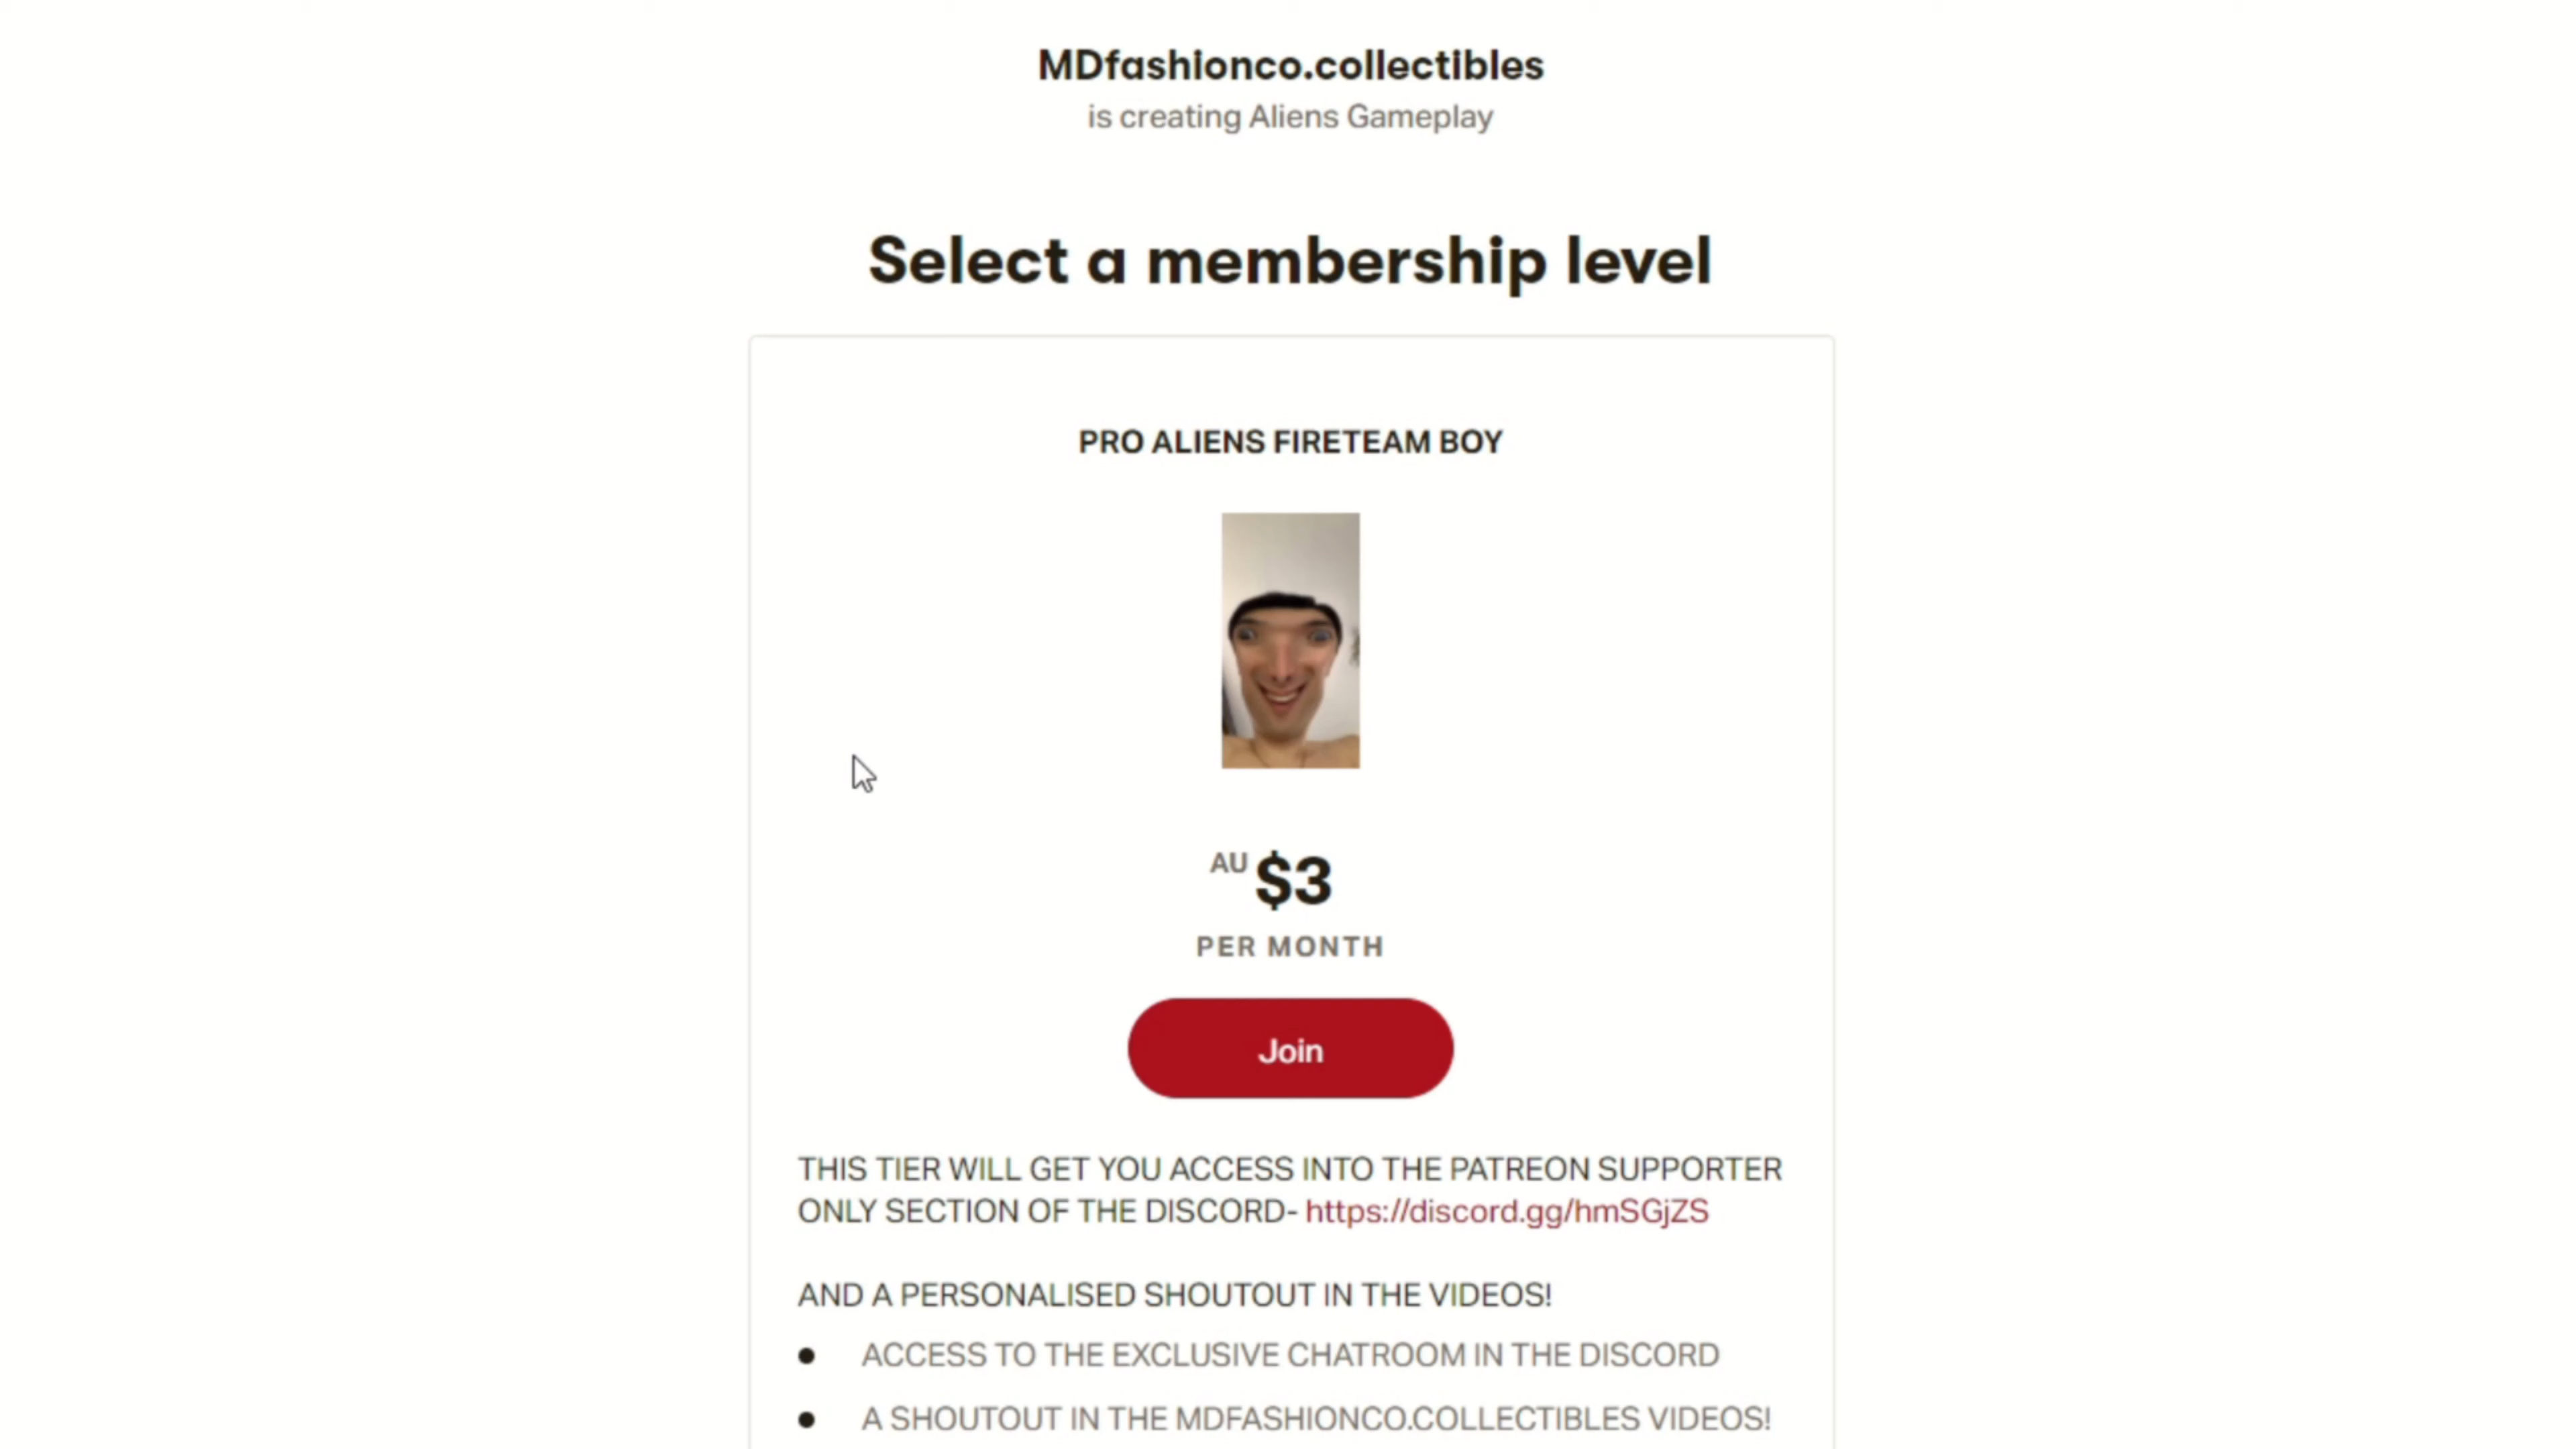 MDfashionco.collectibles
is creating Aliens Gameplay
Select a membership level
PRO ALIENS FIRETEAM BOY
AU $3
PER MONTH
Join
THIS TIER WILL GET YOU ACCESS INTO THE PATREON SUPPORTER
ONLY SECTION OF THE DISCORD- https://discord.gg/hmSGjZS
AND A PERSONALISED SHOUTOUT IN THE VIDEOS!
● ACCESS TO THE EXCLUSIVE CHATROOM IN THE DISCORD
● A SHOUTOUT IN THE MDFASHIONCO.COLLECTIBLES VIDEOS!